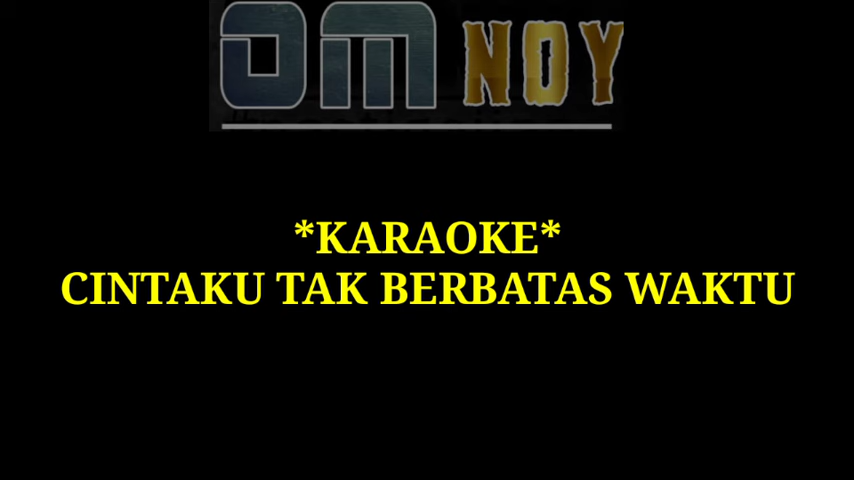 OM NOY
*KARAOKE*
CINTAKU TAK BERBATAS WAKTU